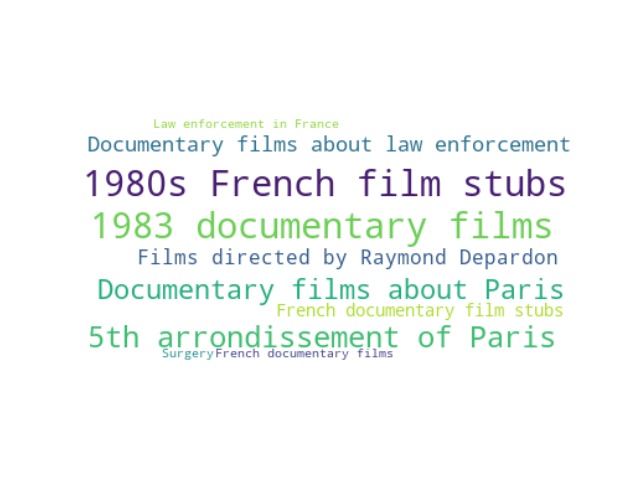 Law enforcement in France
Documentary films about law enforcement
1980s French film stubs
1983 documentary films
Films directed by Raymond Depardon
Documentary films about Paris
French documentary film stubs
5th arrondissement of Paris
Surgery
French documentary films